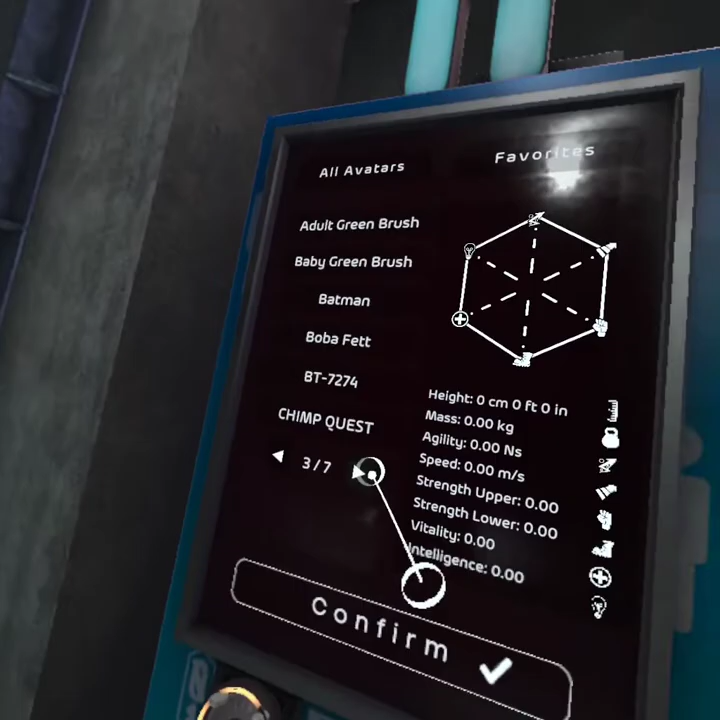 All Avatars
Favorites
Adult Green Brush
Baby Green Brush
Batman
Boba Fett
BT-7274
CHIMP QUEST
3/7
Height: 0 cm 0 ft 0 in
Mass: 0.00 kg
Agility: 0.00 Ns
Speed: 0.00 m/s
Strength Upper: 0.00
Strength Lower: 0.00
Vitality: 0.00
Intelligence: 0.00
Confirm